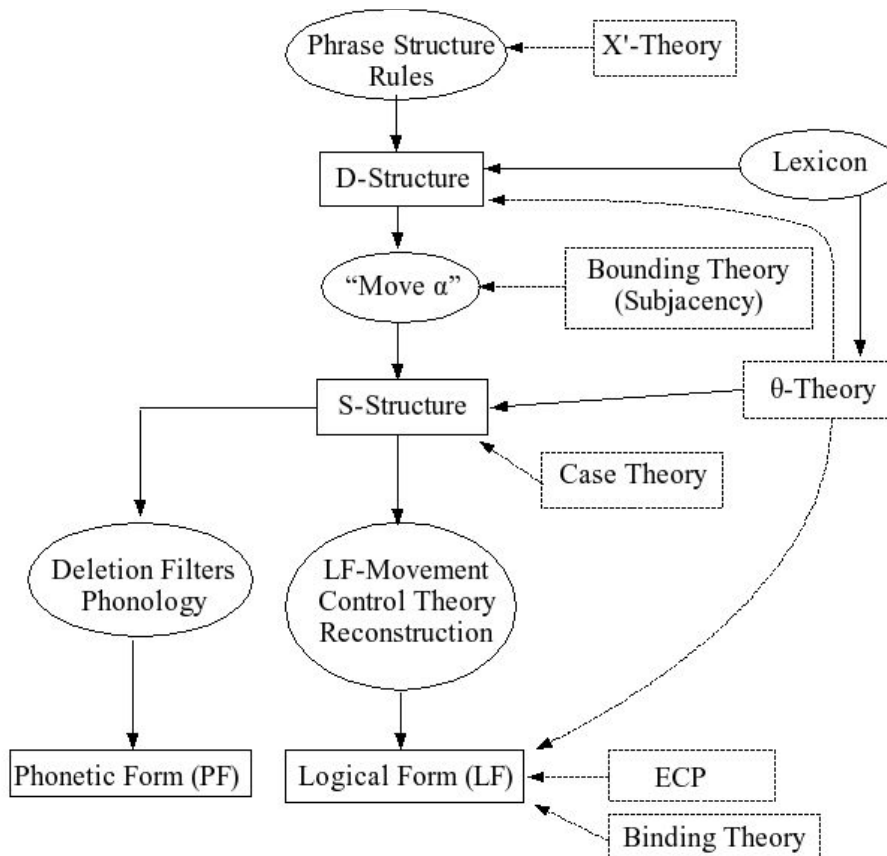 Phrase Structure
Rules
X'-Theory
D-Structure
Lexicon
“Move α”
Bounding Theory
(Subjacency)
S-Structure
θ-Theory
Case Theory
Deletion Filters
Phonology
LF-Movement
Control Theory
Reconstruction
Phonetic Form (PF)
Logical Form (LF)
ECP
Binding Theory